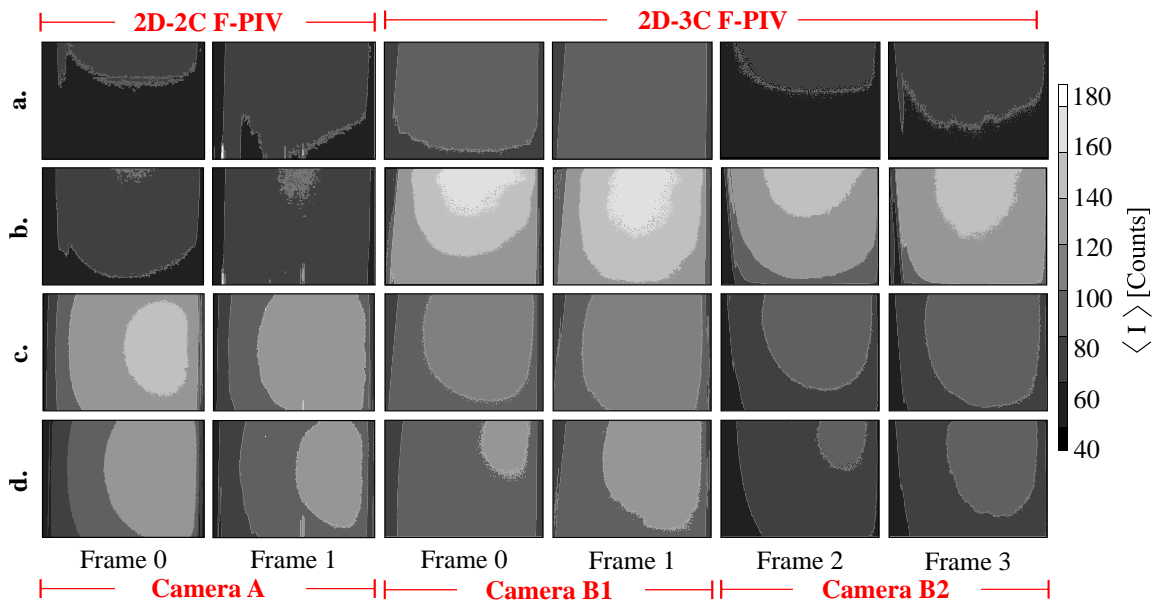 2D-2C F-PIV
2D-3C F-PIV
a.
b.
c.
d.
180
160
140
120
100
80
60
40
⟨ I ⟩ [Counts]
Frame 0
Frame 1
Frame 0
Frame 1
Frame 2
Frame 3
Camera A
Camera B1
Camera B2